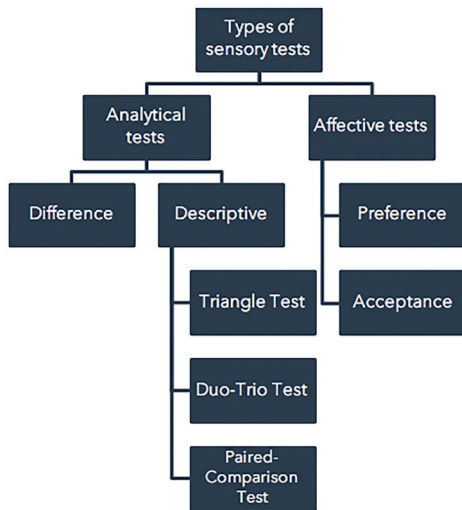 Types of
sensory tests
Analytical
tests
Affective tests
Difference
Descriptive
Preference
Triangle Test
Acceptance
Duo-Trio Test
Paired-
Comparison
Test